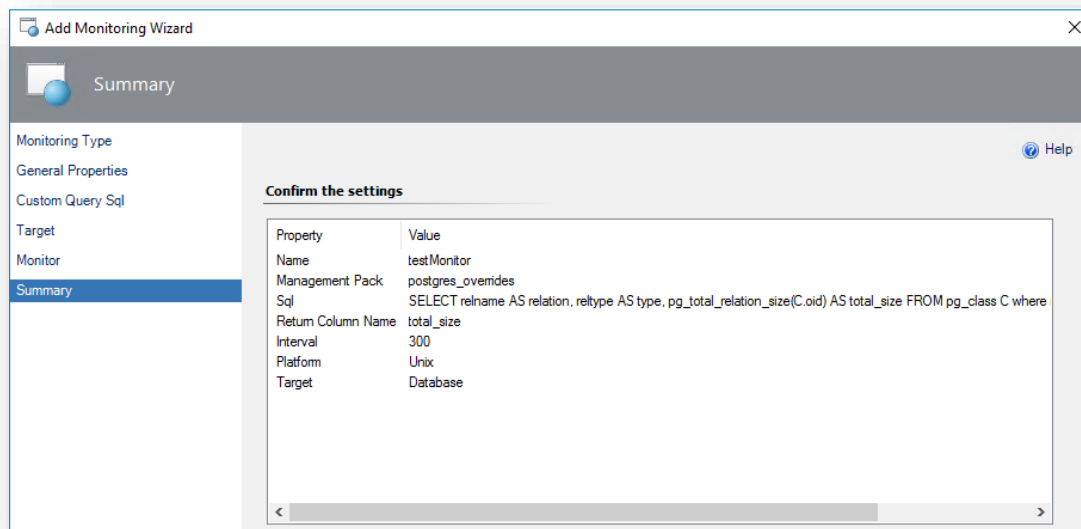 Add Monitoring Wizard
Summary
Monitoring Type
General Properties
Custom Query Sql
Target
Monitor
Summary
Help
Confirm the settings
Property Value
Name testMonitor
Management Pack postgres_overrides
Sql SELECT relname AS relation, reltype AS type, pg_total_relation_size(C.oid) AS total_size FROM pg_class C where
Return Column Name total_size
Interval 300
Platform Unix
Target Database